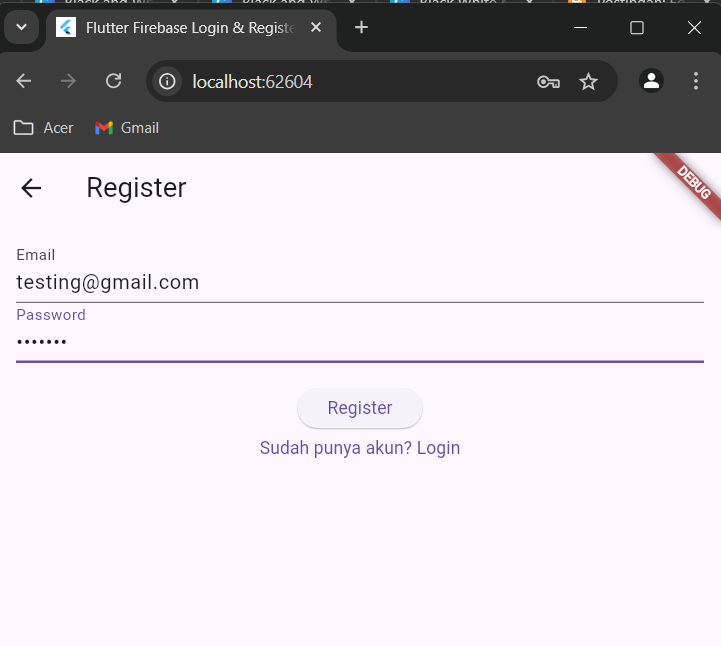 Flutter Firebase Login & Registe
localhost:62604
Acer
Gmail
Register
DEBUG
Email
testing@gmail.com
Password
•••••••
Register
Sudah punya akun? Login